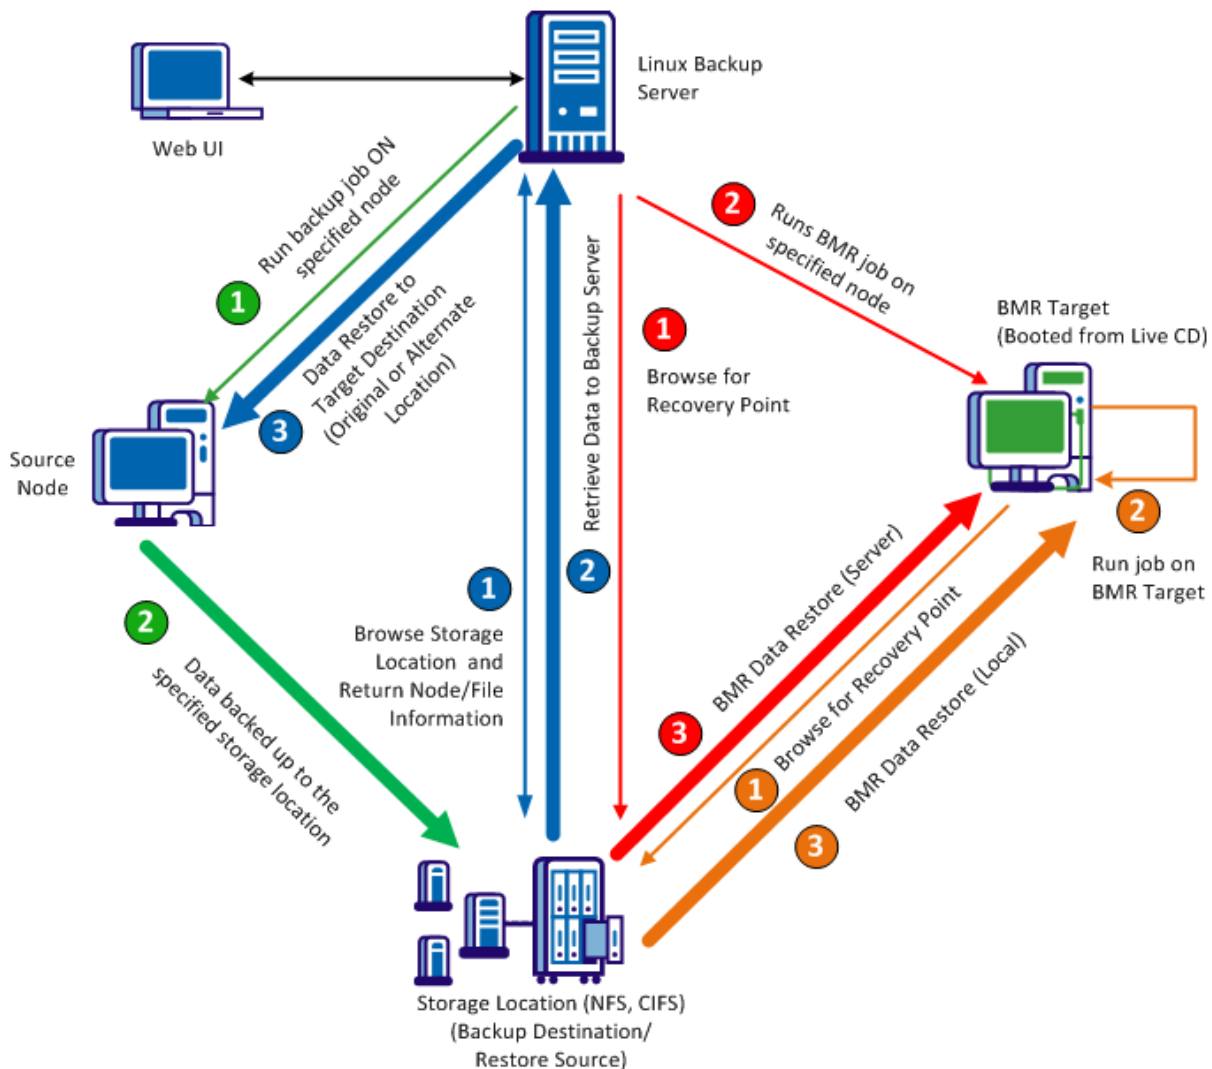 Linux Backup
Server
Web UI
1
Run backup job ON
specified node
3
Data Restore to
Target Destination
(Original or Alternate
Location)
2
Retrieve Data to Backup Server
1
Browse for
Recovery Point
2
Runs BMR job on
specified node
BMR Target
(Booted from Live CD)
Source
Node
2
Run job on
BMR Target
2
Data backed up to the
specified storage location
1
Browse Storage
Location and
Return Node/File
Information
3
BMR Data Restore (Server)
1
Browse for Recovery Point
3
BMR Data Restore (Local)
Storage Location (NFS, CIFS)
(Backup Destination/
Restore Source)